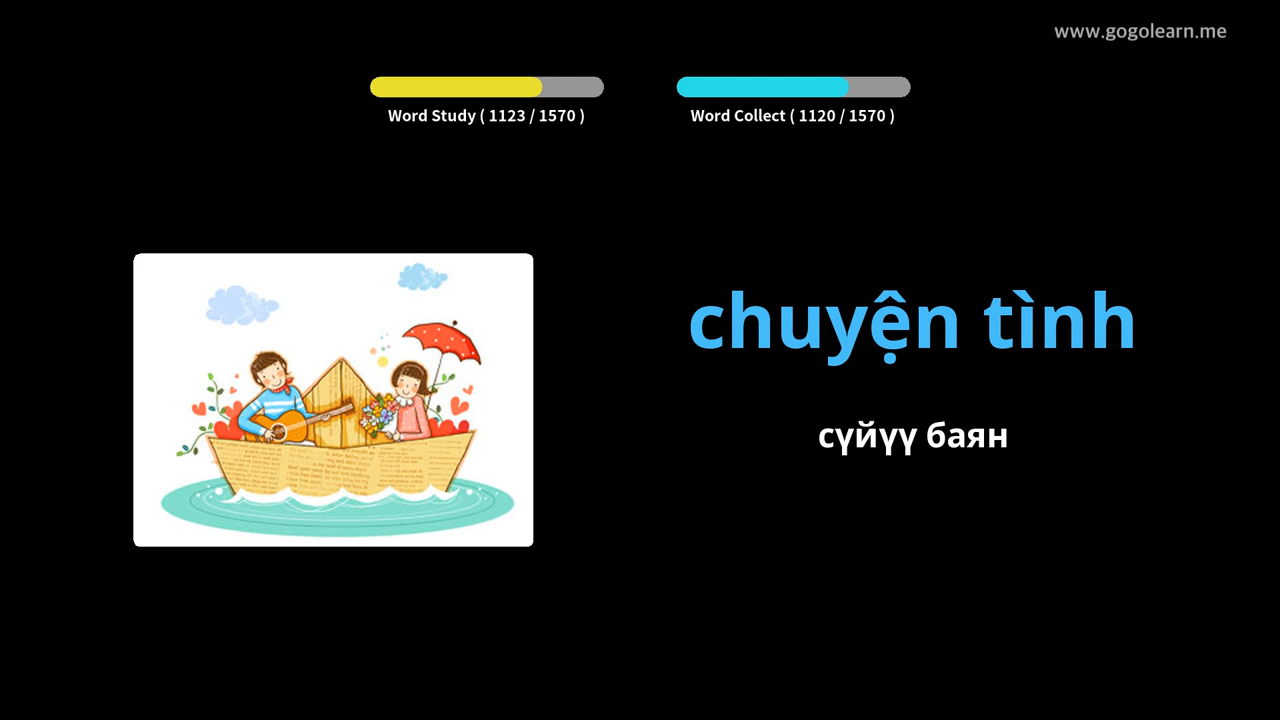 www.gogolearn.me
Word Study ( 1123 / 1570 )
Word Collect ( 1120 / 1570 )
chuyện tình
сүйүү баян